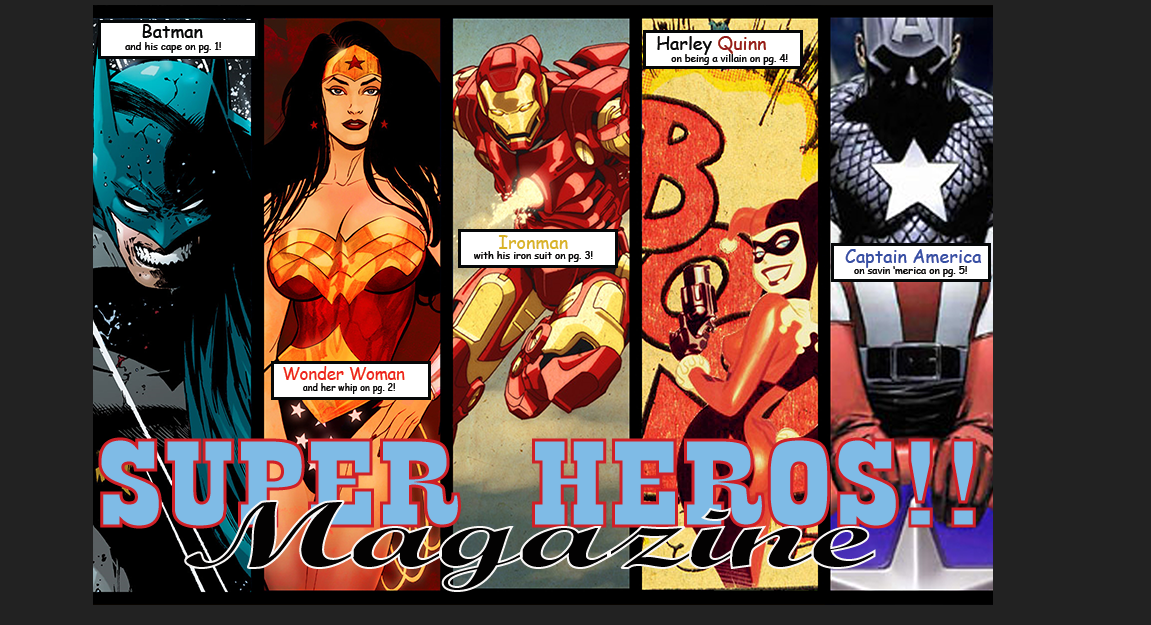 Batman
and his cape on pg. 1!
Wonder Woman
and her whip on pg. 2!
Ironman
with his iron suit on pg. 3!
Harley Quinn
on being a villain on pg. 4!
BO
Captain America
on savin 'merica on pg. 5!
A
SUPER HEROS!!
Magazine